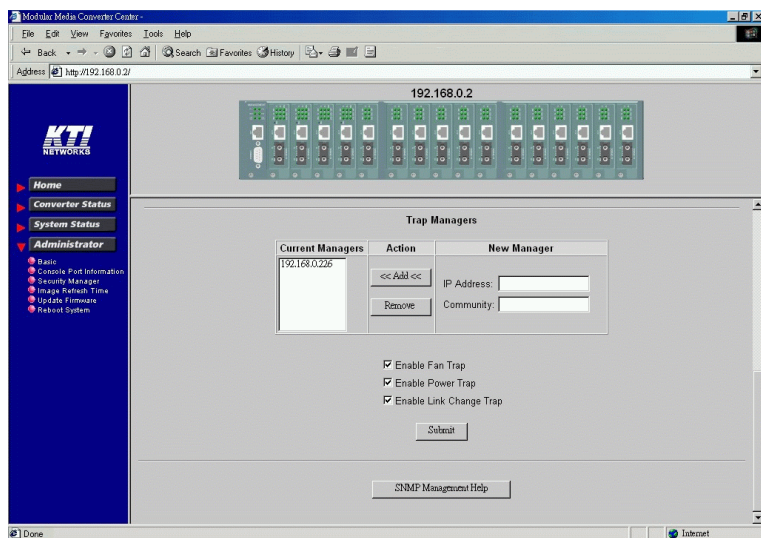 Modular Media Converter Center -
File Edit View Favorites Tools Help
Back Search Favorites History
Address http://192.168.0.2/
192.168.0.2
KTI
NETWORKS
Home
Converter Status
System Status
Administrator
Basic
Console Port Information
Security Manager
Image Refresh Time
Update Firmware
Reboot System
Trap Managers
Current Managers Action New Manager
192.168.0.226
<< Add << IP Address:
Remove Community:
Enable Fan Trap
Enable Power Trap
Enable Link Change Trap
Submit
SNMP Management Help
Done Internet